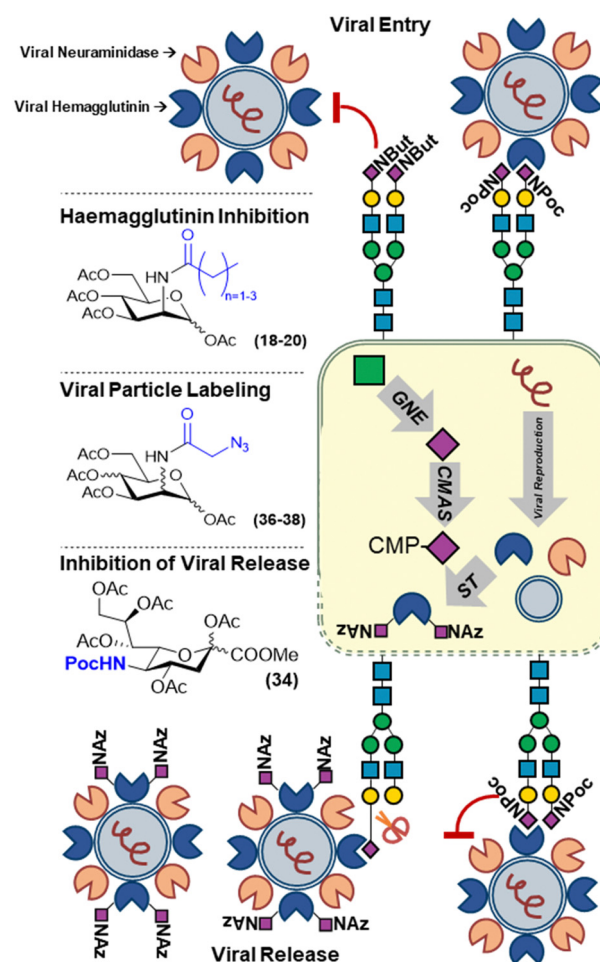 Viral Entry
Viral Neuraminidase →
Viral Hemagglutinin →
NBut
NBut
NPoc
NPoc
Haemagglutinin Inhibition
O
HN
n=1-3
AcO
O
AcO
AcO
OAc
(18-20)
Viral Particle Labeling
O
N3
HN
AcO
O
AcO
AcO
OAc
(36-38)
Inhibition of Viral Release
OAc
OAc
AcO
OAc
AcO
O
COOMe
PocHN
OAc
(34)
GNE
CMAS
CMP
ST
Viral Reproduction
NAz
NAz
NAz
NAz
NAz
NAz
NAz
NAz
NAz
NAz
NPoc
NPoc
Viral Release